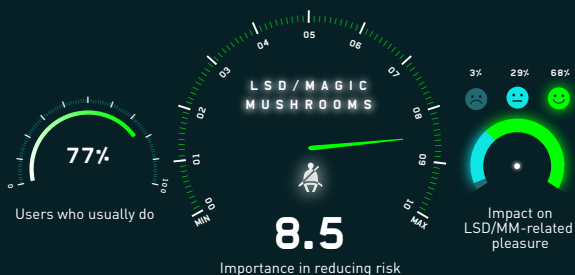 LSD/MAGIC
MUSHROOMS
00
01
02
03
04
05
06
07
08
09
10
MIN
MAX
8.5
Importance in reducing risk
77%
0
100
Users who usually do
3%
29%
68%
Impact on
LSD/MM-related
pleasure